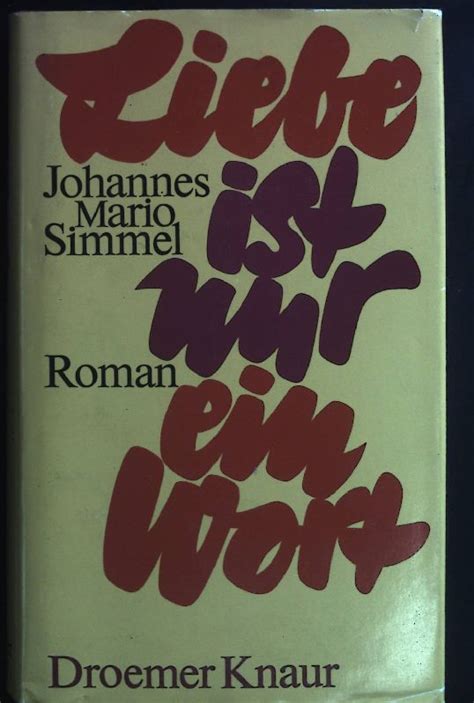 Liebe
ist
nur
ein
Wort
Johannes
Mario
Simmel
Roman
Droemer Knaur